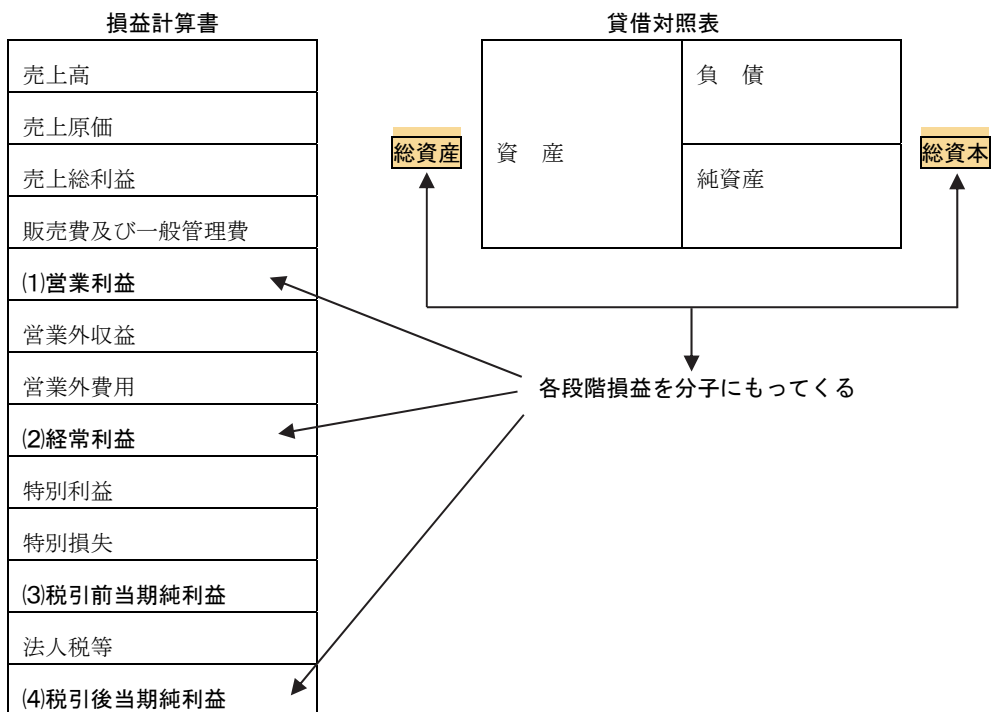 損益計算書
売上高
売上原価
売上総利益
販売費及び一般管理費
⑴営業利益
営業外収益
営業外費用
⑵経常利益
特別利益
特別損失
⑶税引前当期純利益
法人税等
⑷税引後当期純利益
貸借対照表
総資産
資　産
負　債
純資産
総資本
各段階損益を分子にもってくる